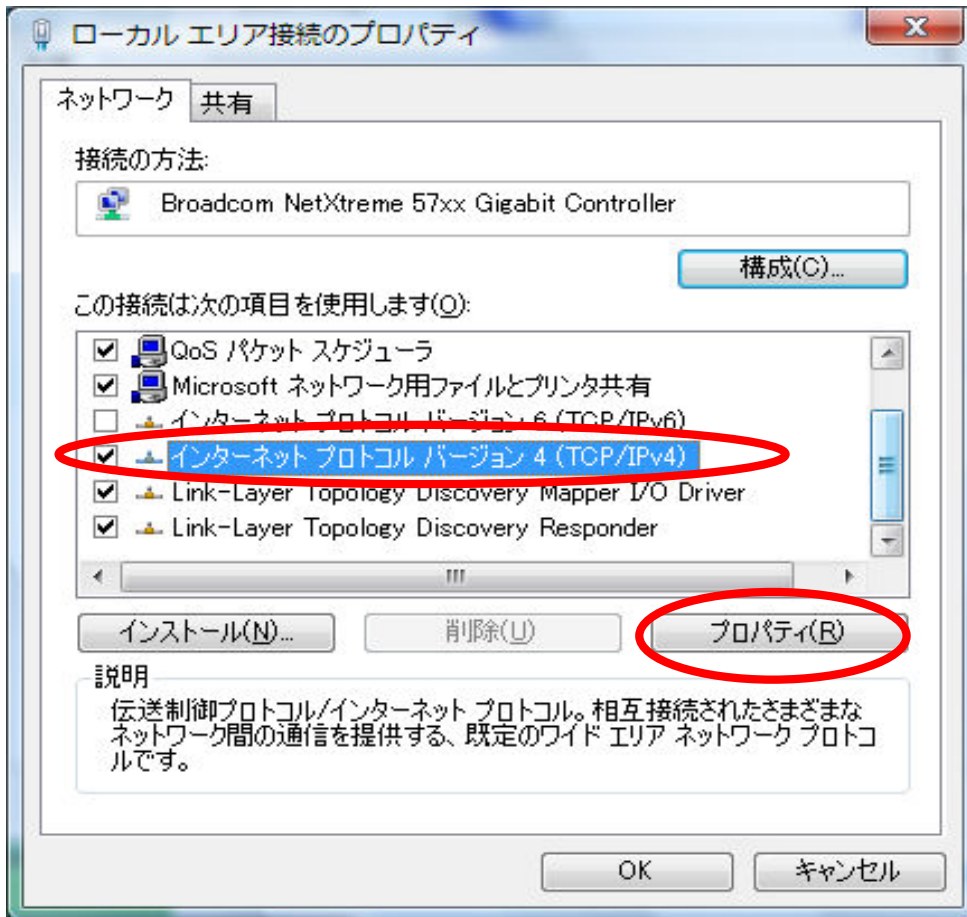 ローカル エリア接続のプロパティ
ネットワーク 共有
接続の方法:
Broadcom NetXtreme 57xx Gigabit Controller
構成(C)...
この接続は次の項目を使用します(O):
QoS パケット スケジューラ
Microsoft ネットワーク用ファイルとプリンタ共有
インターネット プロトコル バージョン 6 (TCP/IPv6)
インターネット プロトコル バージョン 4 (TCP/IPv4)
Link-Layer Topology Discovery Mapper I/O Driver
Link-Layer Topology Discovery Responder
インストール(N)... 削除(U) プロパティ(R)
説明
伝送制御プロトコル/インターネット プロトコル。相互接続されたさまざまな
ネットワーク間の通信を提供する、既定のワイド エリア ネットワーク プロトコ
ルです。
OK キャンセル